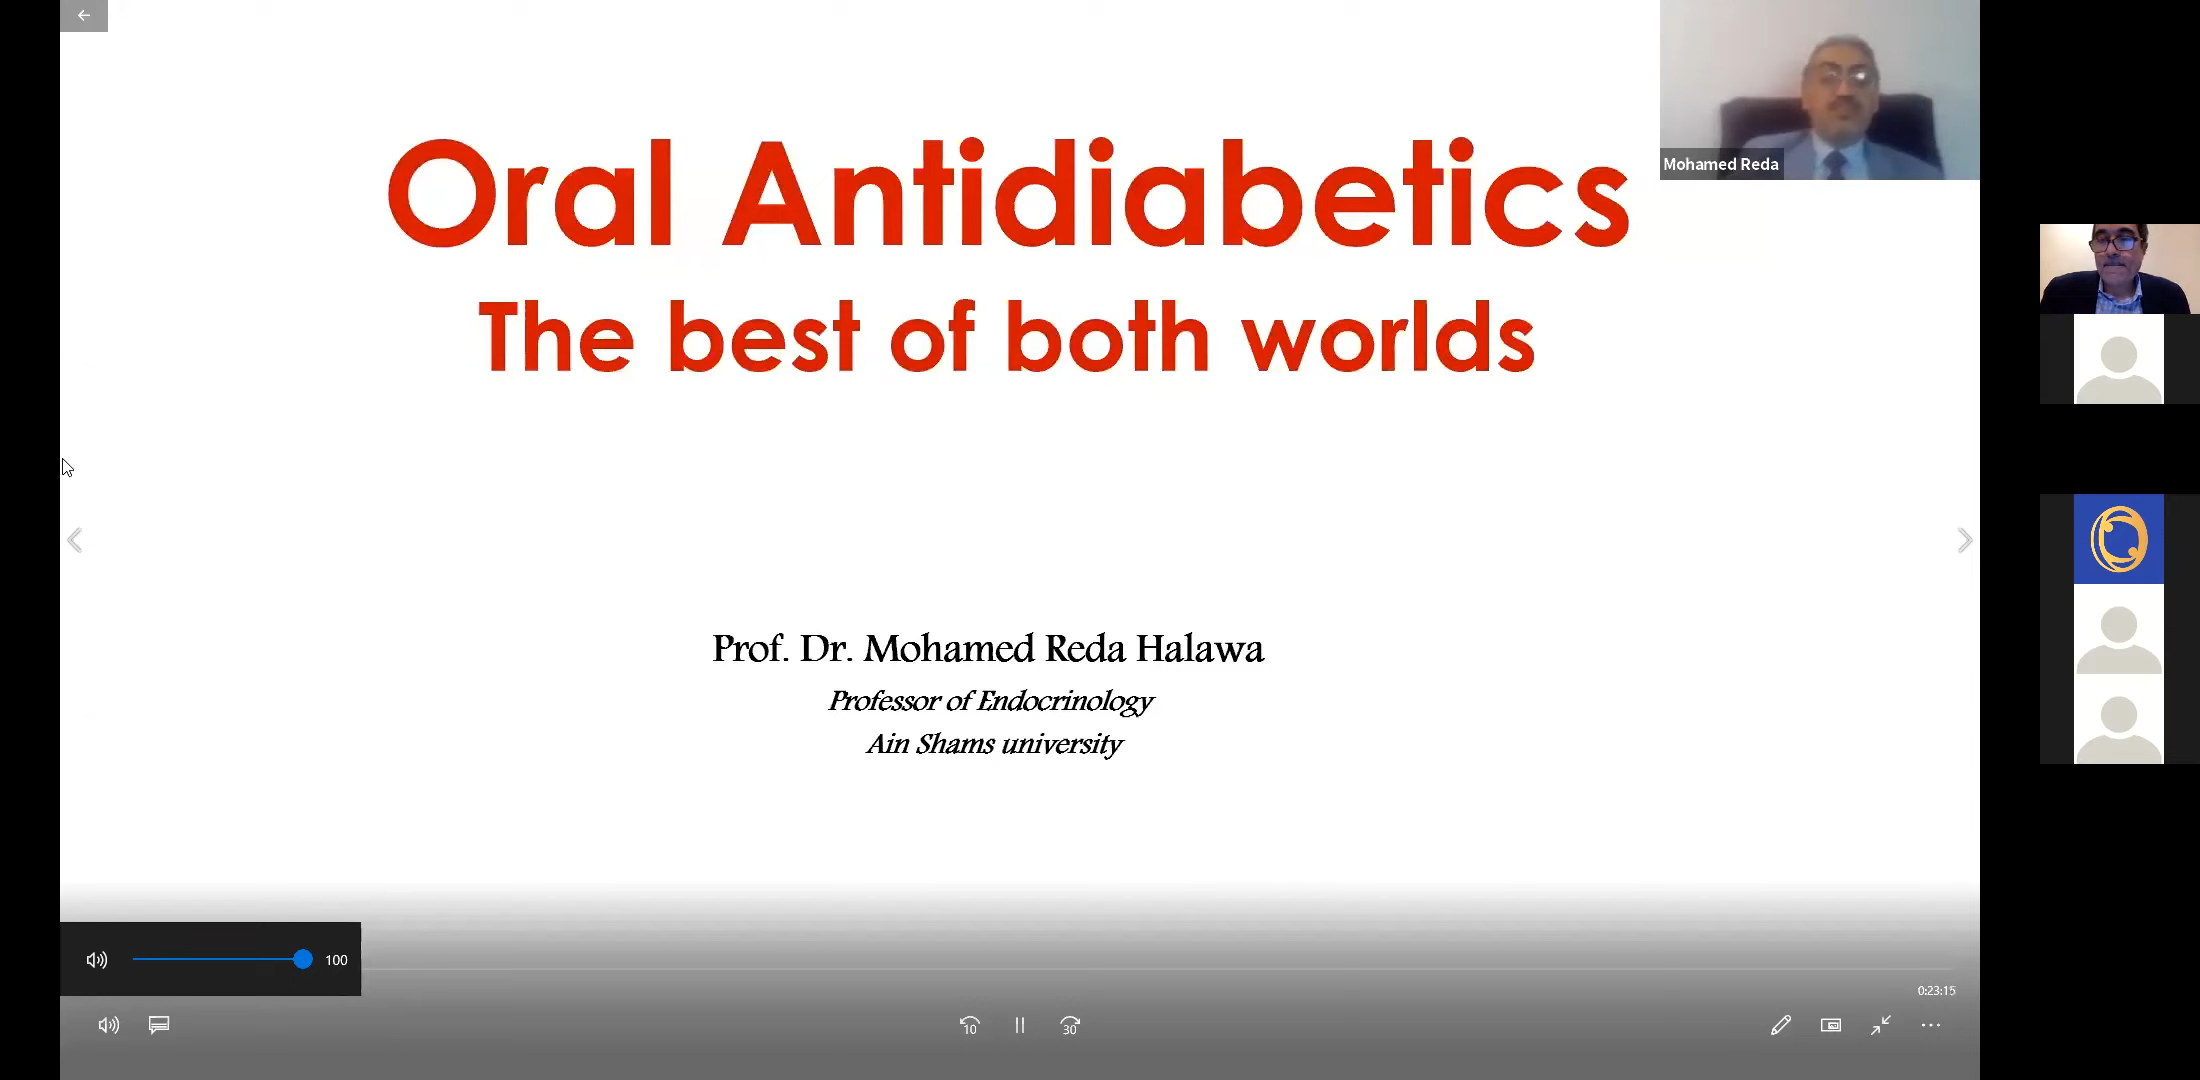 Oral Antidiabetics
The best of both worlds
Mohamed Reda
Prof. Dr. Mohamed Reda Halawa
Professor of Endocrinology
Ain Shams university
100
0:23:15
10
30